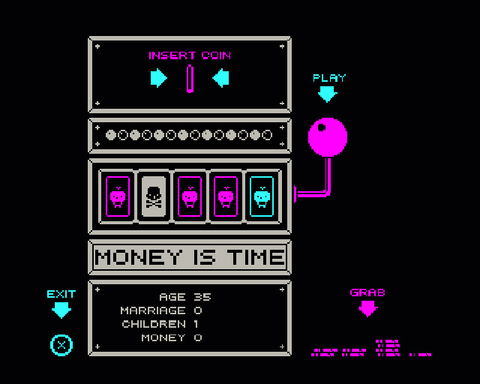 INSERT COIN
PLAY
MONEY IS TIME
EXIT
AGE 35
MARRIAGE 0
CHILDREN 1
MONEY 0
GRAB